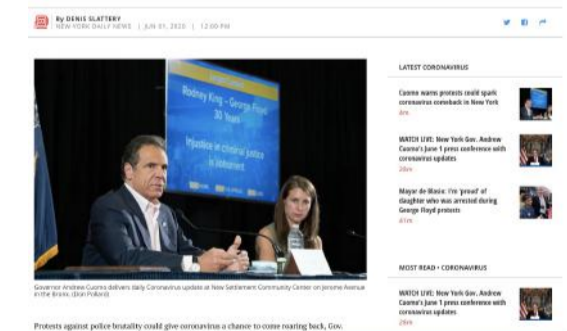 By DENIS SLATTERY
NEW YORK DAILY NEWS | JUN 01, 2020 | 12:00 PM
Rodney King - George Floyd
30 Years
Injustice in criminal justice
is abhorrent
Governor Andrew Cuomo delivers daily Coronavirus update at New Settlement Community Center on Jerome Avenue
in the Bronx. (Don Pollard)
Protests against police brutality could give coronavirus a chance to come roaring back, Gov.
LATEST CORONAVIRUS
Cuomo warns protests could spark
coronavirus comeback in New York
WATCH LIVE: New York Gov. Andrew
Cuomo's June 1 press conference with
coronavirus updates
Mayor de Blasio: I'm 'proud' of
daughter who was arrested during
George Floyd protests
MOST READ • CORONAVIRUS
WATCH LIVE: New York Gov. Andrew
Cuomo's June 1 press conference with
coronavirus updates